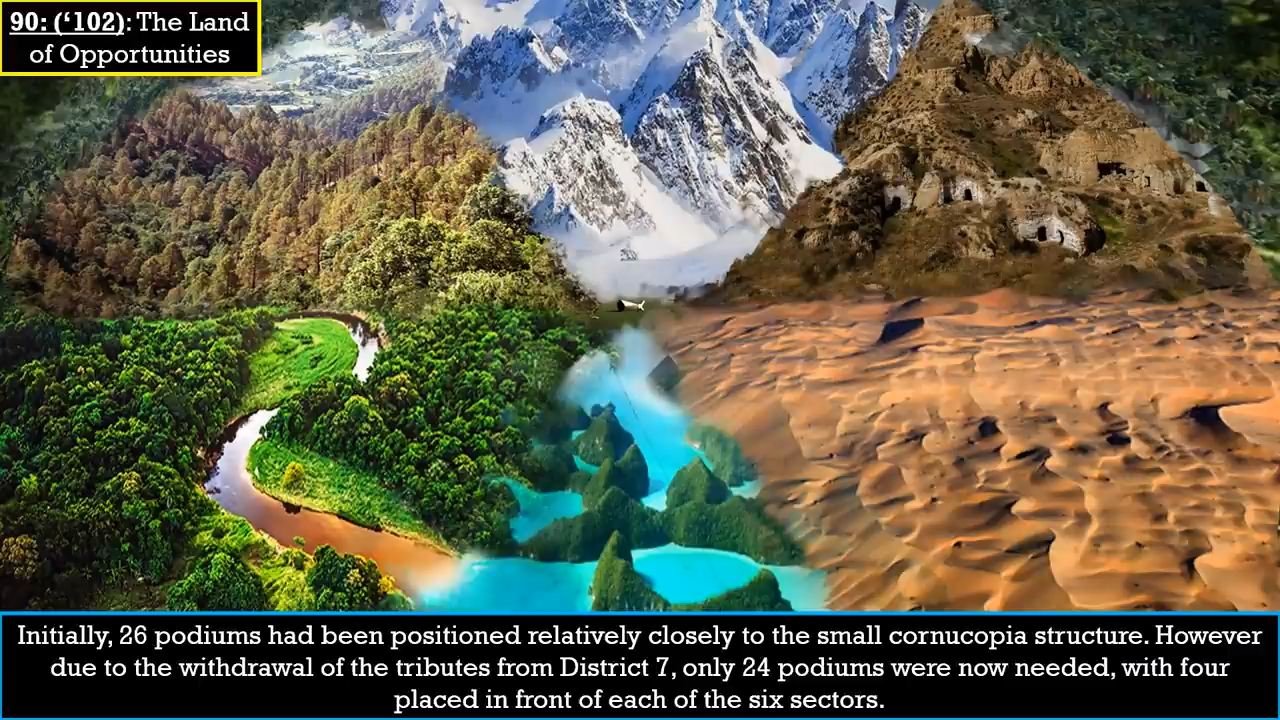 90: (‘102): The Land
of Opportunities
Initially, 26 podiums had been positioned relatively closely to the small cornucopia structure. However
due to the withdrawal of the tributes from District 7, only 24 podiums were now needed, with four
placed in front of each of the six sectors.